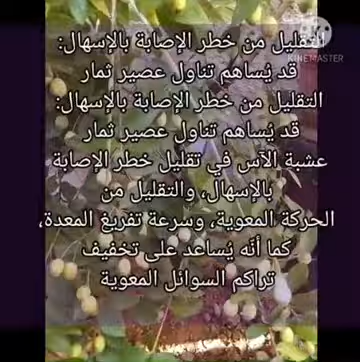 التقليل من خطر الإصابة بالإسهال:
قد يُساهم تناول عصير ثمار
التقليل من خطر الإصابة بالإسهال:
قد يُساهم تناول عصير ثمار
عشبة الآس في تقليل خطر الإصابة
بالإسهال، والتقليل من
الحركة المعوية، وسرعة تفريغ المعدة،
كما أنّه يُساعد على تخفيف
تراكم السوائل المعوية
KINEMASTER